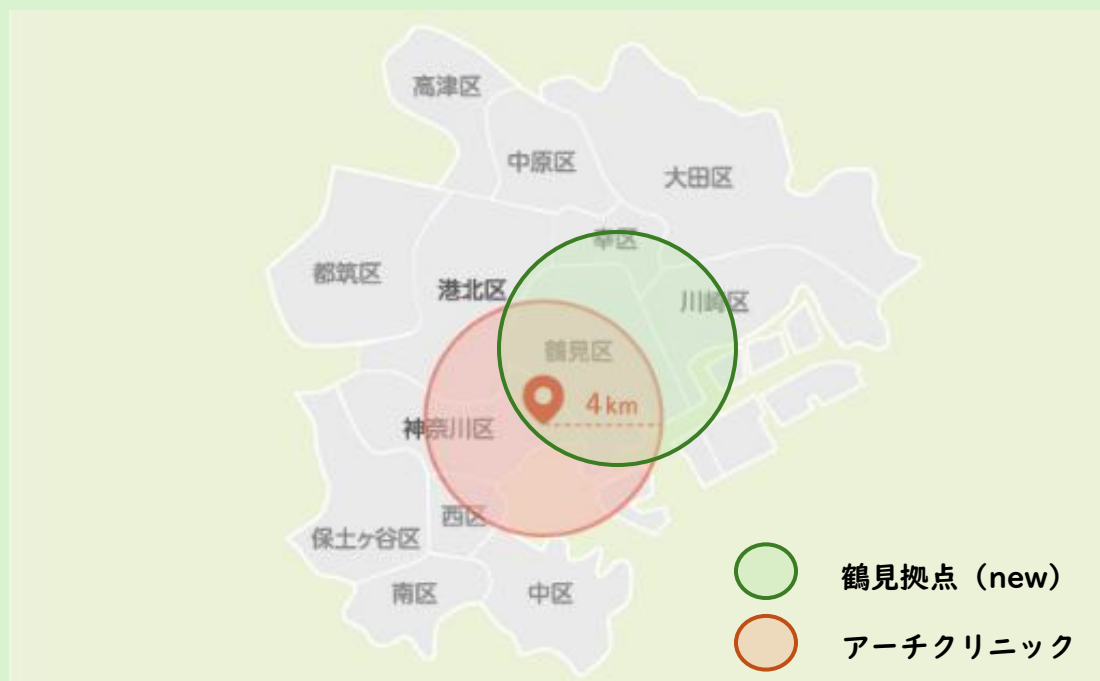 高津区
中原区
大田区
幸区
都筑区
港北区
川崎区
鶴見区
4km
神奈川区
西区
保土ヶ谷区
南区
中区
鶴見拠点（new）
アーチクリニック